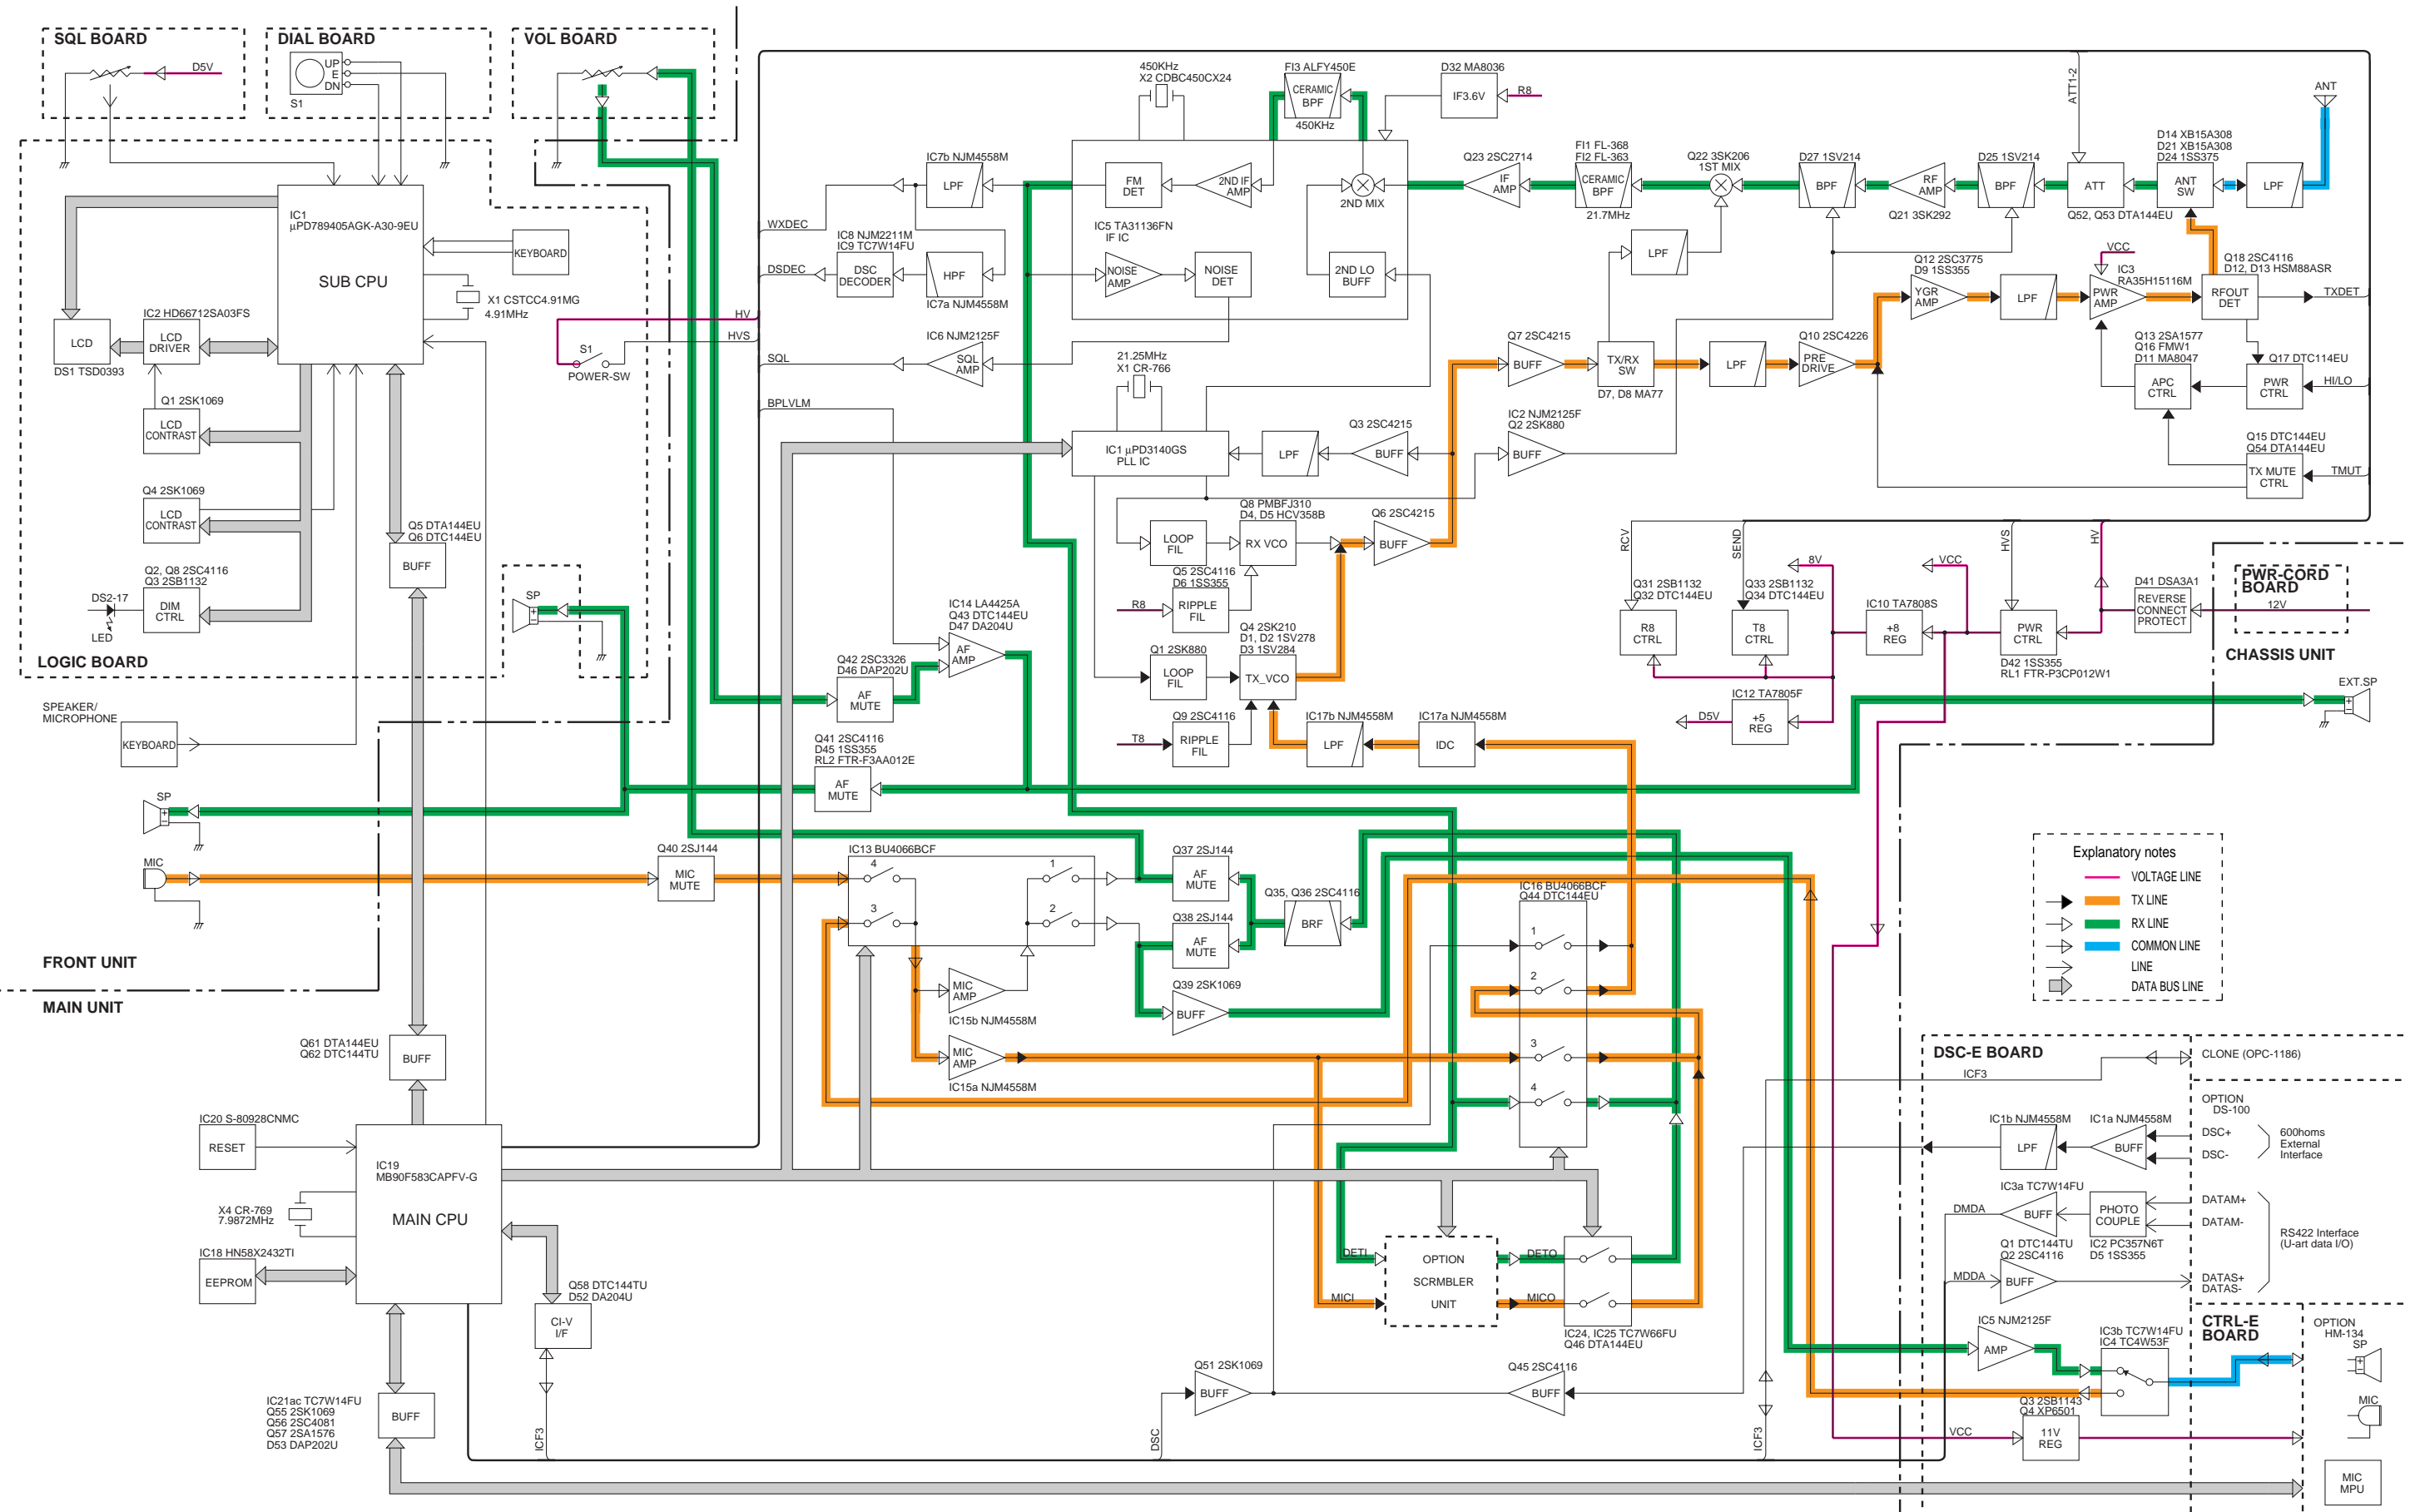 SQL BOARD
D5V
DIAL BOARD
UP
E
DN
S1
VOL BOARD
IC1
µPD789405AGK-A30-9EU
SUB CPU
KEYBOARD
X1 CSTCC4.91MG
4.91MHz
IC2 HD66712SA03FS
LCD
DRIVER
LCD
DS1 TSD0393
Q1 2SK1069
LCD
CONTRAST
Q4 2SK1069
LCD
CONTRAST
Q2, Q8 2SC4116
Q3 2SB1132
DIM
CTRL
DS2-17
LED
LOGIC BOARD
Q5 DTA144EU
Q6 DTC144EU
BUFF
S1
POWER-SW
SP
SPEAKER/
MICROPHONE
KEYBOARD
SP
MIC
FRONT UNIT
MAIN UNIT
WXDEC
DSDEC
HV
HVS
SQL
BPLVLM
450KHz
X2 CDBC450CX24
FI3 ALFY450E
CERAMIC
BPF
450KHz
D32 MA8036
IF3.6V
R8
IC7b NJM4558M
LPF
IC8 NJM2211M
IC9 TC7W14FU
DSC
DECODER
HPF
IC7a NJM4558M
IC6 NJM2125F
SQL
AMP
FM
DET
2ND IF
AMP
2ND MIX
IC5 TA31136FN
IF IC
NOISE
AMP
NOISE
DET
2ND LO
BUFF
Q23 2SC2714
IF
AMP
FI1 FL-368
FI2 FL-363
CERAMIC
BPF
21.7MHz
Q22 3SK206
1ST MIX
LPF
D27 1SV214
BPF
RF
AMP
Q21 3SK292
D25 1SV214
BPF
ATT1-2
ATT
Q52, Q53 DTA144EU
D14 XB15A308
D21 XB15A308
D24 1SS375
ANT
SW
LPF
ANT
21.25MHz
X1 CR-766
IC1 µPD3140GS
PLL IC
LPF
Q3 2SC4215
BUFF
IC2 NJM2125F
Q2 2SK880
BUFF
Q7 2SC4215
BUFF
TX/RX
SW
D7, D8 MA77
LPF
Q10 2SC4226
PRE
DRIVE
Q12 2SC3775
D9 1SS355
YGR
AMP
LPF
VCC
IC3
RA35H15116M
PWR
AMP
Q18 2SC4116
D12, D13 HSM88ASR
RFOUT
DET
TXDET
Q13 2SA1577
Q16 FMW1
D11 MA8047
APC
CTRL
Q17 DTC114EU
PWR
CTRL
HI/LO
Q15 DTC144EU
Q54 DTA144EU
TX MUTE
CTRL
TMUT
LOOP
FIL
Q8 PMBFJ310
D4, D5 HCV358B
RX VCO
Q6 2SC4215
BUFF
Q5 2SC4116
D6 1SS355
R8
RIPPLE
FIL
Q1 2SK880
LOOP
FIL
Q4 2SK210
D1, D2 1SV278
D3 1SV284
TX_VCO
Q9 2SC4116
T8
RIPPLE
FIL
IC17b NJM4558M
LPF
IC17a NJM4558M
IDC
RCV
SEND
HVS
HV
Q31 2SB1132
Q32 DTC144EU
R8
CTRL
Q33 2SB1132
Q34 DTC144EU
T8
CTRL
8V
VCC
IC10 TA7808S
+8
REG
PWR
CTRL
D42 1SS355
RL1 FTR-P3CP012W1
D41 DSA3A1
REVERSE
CONNECT
PROTECT
PWR-CORD
BOARD
12V
CHASSIS UNIT
IC12 TA7805F
D5V
+5
REG
EXT.SP
IC14 LA4425A
Q43 DTC144EU
D47 DA204U
AF
AMP
Q42 2SC3326
D46 DAP202U
AF
MUTE
Q41 2SC4116
D45 1SS355
RL2 FTR-F3AA012E
AF
MUTE
Q40 2SJ144
MIC
MUTE
IC13 BU4066BCF
4
3
1
2
MIC
AMP
IC15b NJM4558M
MIC
AMP
IC15a NJM4558M
Q37 2SJ144
AF
MUTE
Q38 2SJ144
AF
MUTE
Q35, Q36 2SC4116
BRF
Q39 2SK1069
BUFF
IC16 BU4066BCF
Q44 DTC144EU
1
2
3
4
Explanatory notes
VOLTAGE LINE
TX LINE
RX LINE
COMMON LINE
LINE
DATA BUS LINE
Q61 DTA144EU
Q62 DTC144TU
BUFF
IC20 S-80928CNMC
RESET
IC19
MB90F583CAPFV-G
MAIN CPU
X4 CR-769
7.9872MHz
IC18 HN58X2432TI
EEPROM
Q58 DTC144TU
D52 DA204U
CI-V
I/F
IC21ac TC7W14FU
Q55 2SK1069
Q56 2SC4081
Q57 2SA1576
D53 DAP202U
BUFF
ICF3
DSC
Q51 2SK1069
BUFF
Q45 2SC4116
BUFF
ICF3
DETI
MICI
OPTION
SCRMBLER
UNIT
DETO
MICO
IC24, IC25 TC7W66FU
Q46 DTA144EU
DSC-E BOARD
ICF3
CLONE (OPC-1186)
OPTION
DS-100
IC1b NJM4558M
LPF
IC1a NJM4558M
BUFF
DSC+
DSC-
600homs
External
Interface
IC3a TC7W14FU
DMDA
BUFF
PHOTO
COUPLE
IC2 PC357N6T
D5 1SS355
DATAM+
DATAM-
RS422 Interface
(U-art data I/O)
Q1 DTC144TU
Q2 2SC4116
MDDA
BUFF
DATAS+
DATAS-
CTRL-E
BOARD
IC5 NJM2125F
AMP
IC3b TC7W14FU
IC4 TC4W53F
OPTION
HM-134
SP
MIC
Q3 2SB1143
Q4 XP6501
VCC
11V
REG
MIC
MPU